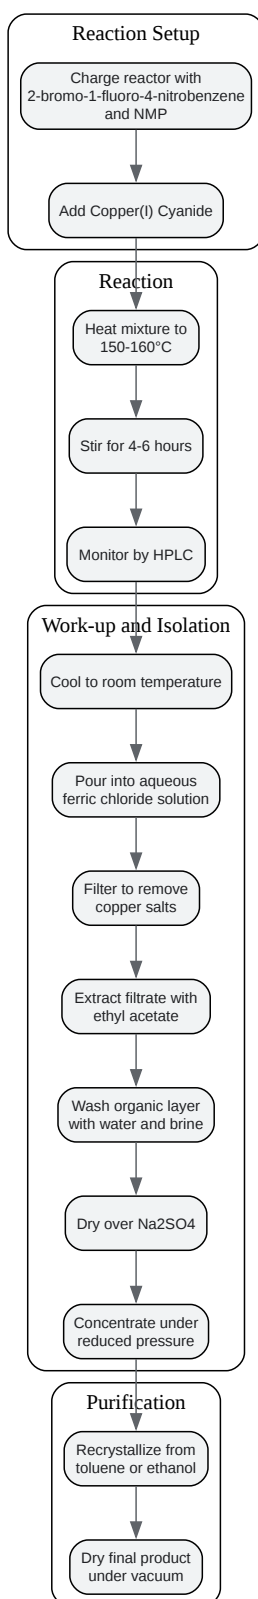 Reaction Setup
Charge reactor with
2-bromo-1-fluoro-4-nitrobenzene
and NMP
Add Copper(I) Cyanide
Reaction
Heat mixture to
150-160°C
Stir for 4-6 hours
Monitor by HPLC
Work-up and Isolation
Cool to room temperature
Pour into aqueous
ferric chloride solution
Filter to remove
copper salts
Extract filtrate with
ethyl acetate
Wash organic layer
with water and brine
Dry over Na2SO4
Concentrate under
reduced pressure
Purification
Recrystallize from
toluene or ethanol
Dry final product
under vacuum